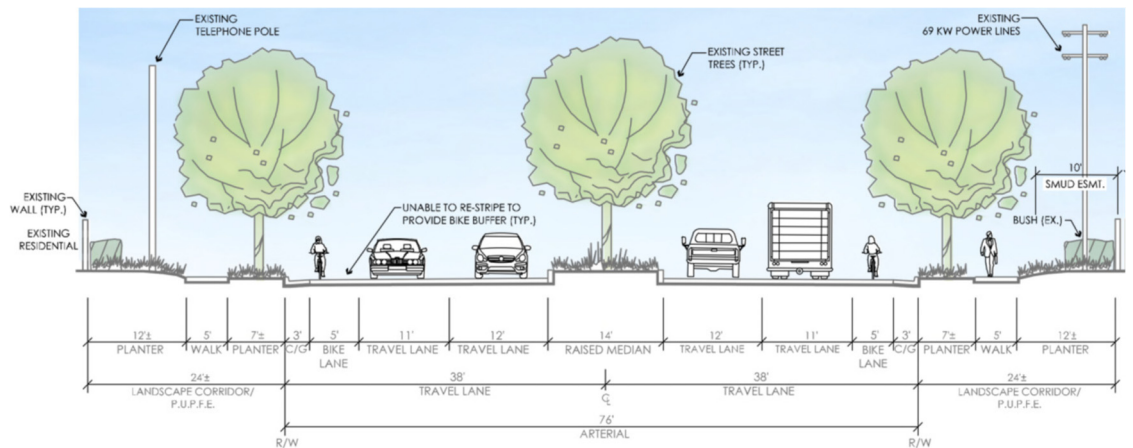 EXISTING
TELEPHONE POLE
EXISTING STREET
TREES (TYP.)
EXISTING
69 KW POWER LINES
10'
SMUD ESMT.
EXISTING
WALL (TYP.)
EXISTING
RESIDENTIAL
UNABLE TO RE-STRIPE TO
PROVIDE BIKE BUFFER (TYP.)
BUSH (EX.)
12'± 5' 7'± 3' 5' 11' 12' 14' 12' 11' 5' 3' 7'± 5' 12'±
PLANTER WALK PLANTER C/G BIKE LANE TRAVEL LANE TRAVEL LANE RAISED MEDIAN TRAVEL LANE TRAVEL LANE BIKE LANE C/G PLANTER WALK PLANTER
24'± 38' 38' 24'±
LANDSCAPE CORRIDOR/ TRAVEL LANE ℄ TRAVEL LANE LANDSCAPE CORRIDOR/
P.U.P.F.E. P.U.P.F.E.
76'
ARTERIAL
R/W R/W